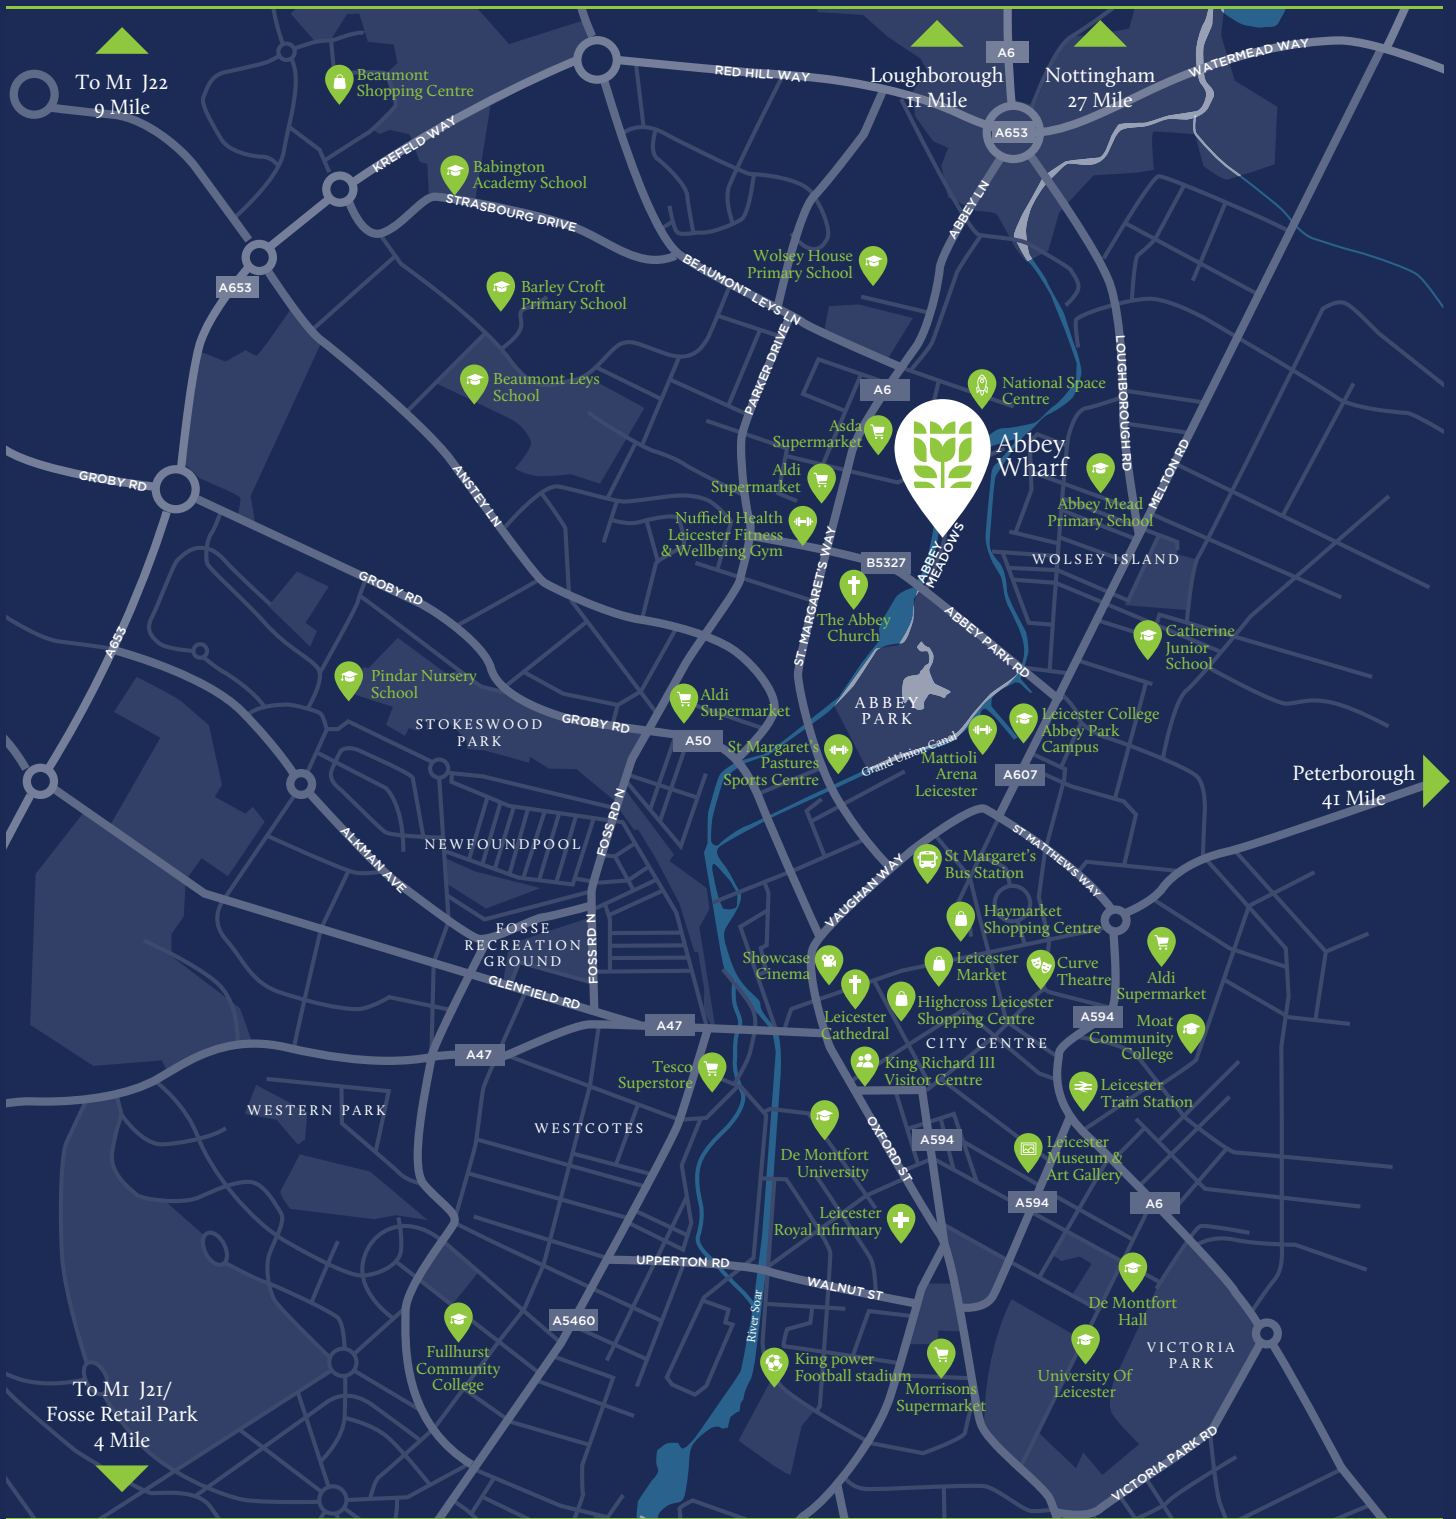 To M1 J22
9 Mile
Beaumont
Shopping Centre
RED HILL WAY
A6
Loughborough
11 Mile
Nottingham
27 Mile
WATERMEAD WAY
A653
KREFELD WAY
Babington
Academy School
STRASBOURG DRIVE
ABBEY LN
BEAUMONT LEYS LN
Wolsey House
Primary School
A653
Barley Croft
Primary School
PARKER DRIVE
LOUGHBOROUGH RD
Beaumont Leys
School
A6
National Space
Centre
Asda
Supermarket
Abbey
Wharf
Aldi
Supermarket
GROBY RD
ANSTEY LN
MELTON RD
Abbey Mead
Primary School
Nuffield Health
Leicester Fitness
& Wellbeing Gym
ST. MARGARET'S WAY
B5327
ABBEY
MEADOWS
WOLSEY ISLAND
GROBY RD
The Abbey
Church
ABBEY PARK RD
A653
Catherine
Junior
School
Pindar Nursery
School
STOKESWOOD
PARK
GROBY RD
Aldi
Supermarket
ABBEY
PARK
A50
St Margaret's
Pastures
Sports Centre
Grand Union Canal
Mattioli
Arena
Leicester
Leicester College
Abbey Park
Campus
A607
Peterborough
41 Mile
FOSS RD N
NEWFOUNDPOOL
ALKMAN AVE
ST MATTHEWS WAY
St Margaret's
Bus Station
VAUGHAN WAY
Haymarket
Shopping Centre
FOSSE
RECREATION
GROUND
FOSS RD N
GLENFIELD RD
Showcase
Cinema
Leicester
Market
Curve
Theatre
Aldi
Supermarket
Leicester
Cathedral
Highcross Leicester
Shopping Centre
A594
Moat
Community
College
A47
A47
CITY CENTRE
Tesco
Superstore
King Richard III
Visitor Centre
Leicester
Train Station
WESTERN PARK
WESTCOTES
De Montfort
University
OXFORD ST
A594
Leicester
Museum &
Art Gallery
A594
A6
Leicester
Royal Infirmary
UPPERTON RD
WALNUT ST
De Montfort
Hall
River Soar
A5460
Fullhurst
Community
College
King power
Football stadium
Morrisons
Supermarket
University Of
Leicester
VICTORIA
PARK
To M1 J21/
Fosse Retail Park
4 Mile
VICTORIA PARK RD